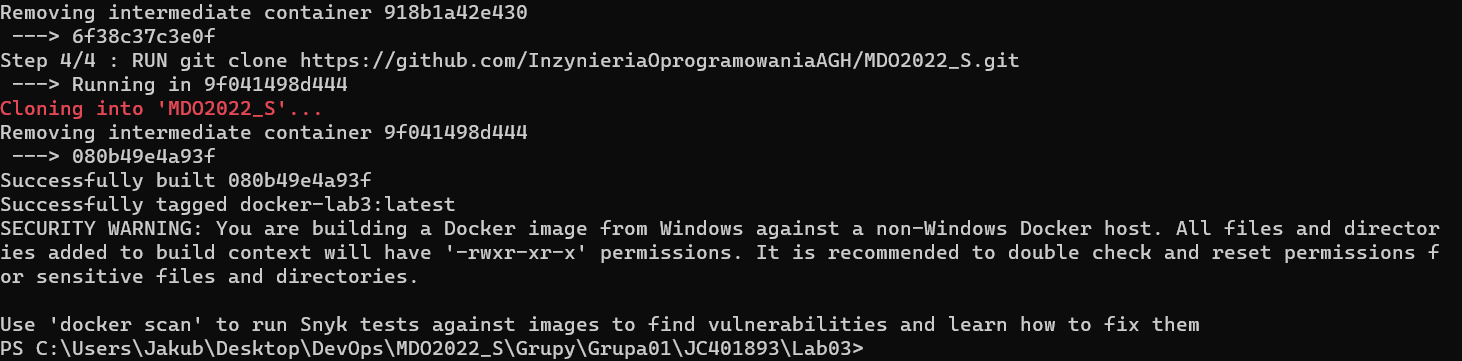 Removing intermediate container 918b1a42e430
 ---> 6f38c37c3e0f
Step 4/4 : RUN git clone https://github.com/InzynieriaOprogramowaniaAGH/MDO2022_S.git
 ---> Running in 9f041498d444
Cloning into 'MDO2022_S'...
Removing intermediate container 9f041498d444
 ---> 080b49e4a93f
Successfully built 080b49e4a93f
Successfully tagged docker-lab3:latest
SECURITY WARNING: You are building a Docker image from Windows against a non-Windows Docker host. All files and director
ies added to build context will have '-rwxr-xr-x' permissions. It is recommended to double check and reset permissions f
or sensitive files and directories.

Use 'docker scan' to run Snyk tests against images to find vulnerabilities and learn how to fix them
PS C:\Users\Jakub\Desktop\DevOps\MDO2022_S\Grupy\Grupa01\JC401893\Lab03>